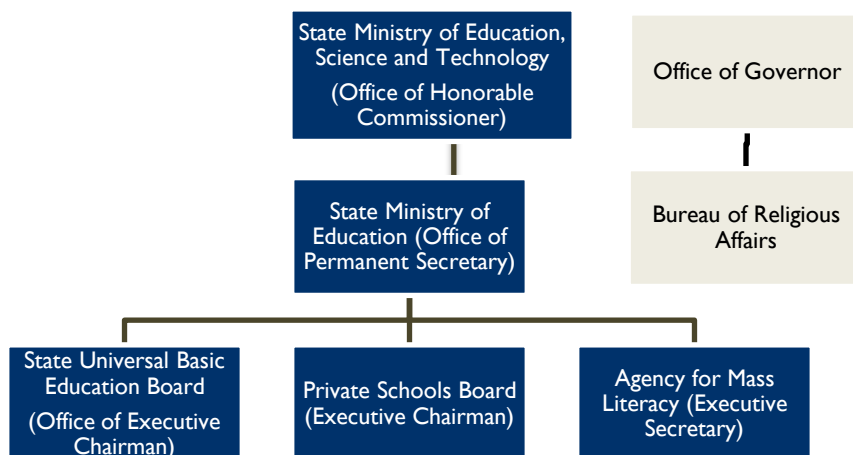 State Ministry of Education,
Science and Technology
(Office of Honorable
Commissioner)
Office of Governor
State Ministry of
Education (Office of
Permanent Secretary)
Bureau of Religious
Affairs
State Universal Basic
Education Board
(Office of Executive
Chairman)
Private Schools Board
(Executive Chairman)
Agency for Mass
Literacy (Executive
Secretary)